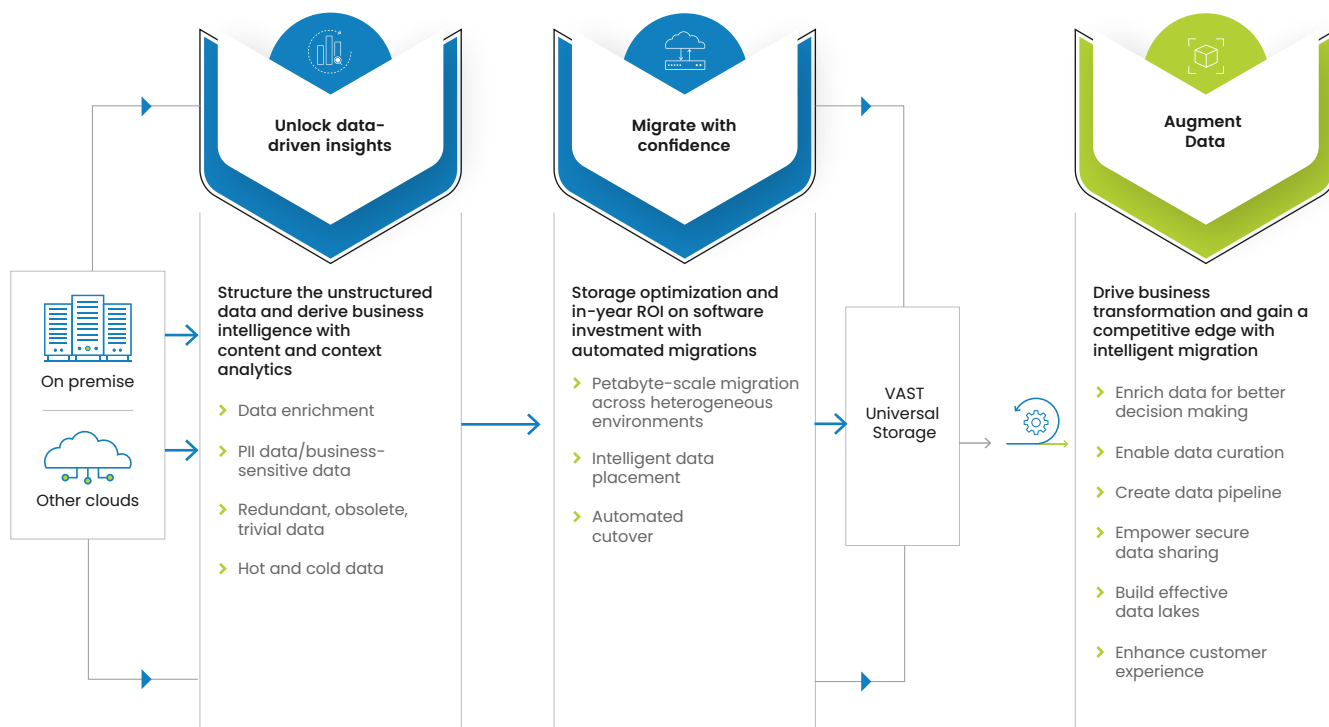 On premise
Other clouds
Unlock data-
driven insights
Structure the unstructured
data and derive business
intelligence with
content and context
analytics
Data enrichment
PII data/business-
sensitive data
Redundant, obsolete,
trivial data
Hot and cold data
Migrate with
confidence
Storage optimization and
in-year ROI on software
investment with
automated migrations
Petabyte-scale migration
across heterogeneous
environments
Intelligent data
placement
Automated
cutover
VAST
Universal
Storage
Augment
Data
Drive business
transformation and gain a
competitive edge with
intelligent migration
Enrich data for better
decision making
Enable data curation
Create data pipeline
Empower secure
data sharing
Build effective
data lakes
Enhance customer
experience